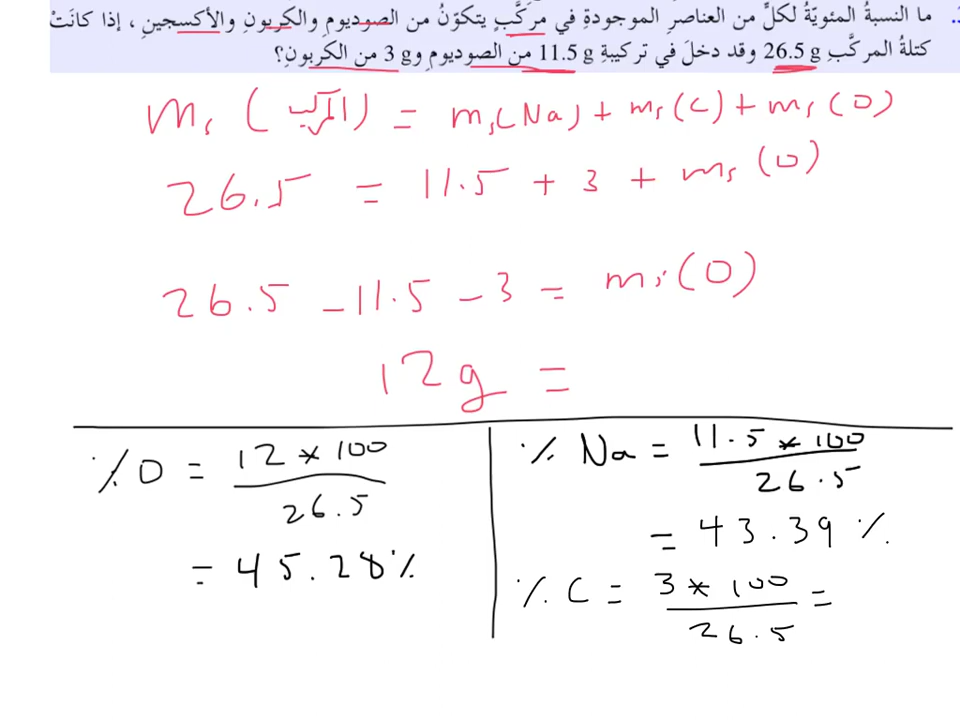 ما النسبةُ المئويّةُ لكلٍّ من العناصرِ الموجودةِ في مركَّبٍ يتكوّنُ من الصوديومِ والكربونِ والأكسجينِ، إذا كانَتْ
كتلةُ المركَّبِ 26.5 g وقد دخلَ في تركيبةِ 11.5 g من الصوديومِ و3 g من الكربونِ؟
m, (المركب) = m,(Na) + m,(C) + m,(O)
26.5 = 11.5 + 3 + m,(O)
26.5 - 11.5 - 3 = m,(O)
12g =
% O = 12 * 100
26.5
= 45.28%
% Na = 11.5 * 100
26.5
= 43.39 %
% C = 3 * 100 =
26.5